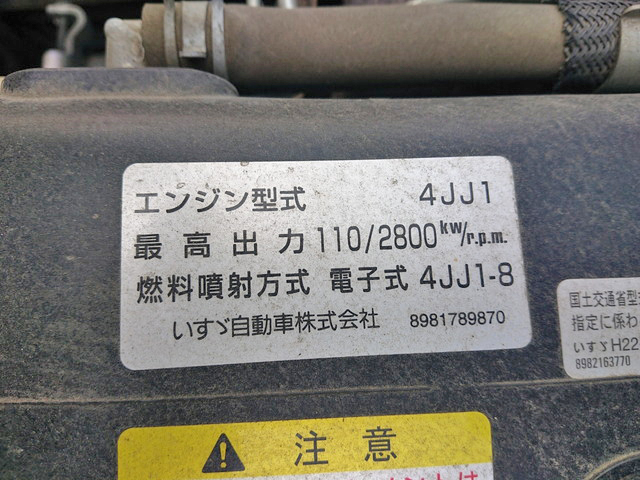 エンジン型式 4JJ1
最高出力 110/2800kw/r.p.m.
燃料噴射方式 電子式 4JJ1-8
いすゞ自動車株式会社 8981789870
国土交通省型
指定に係わ
いすゞH22
8982163770
注意